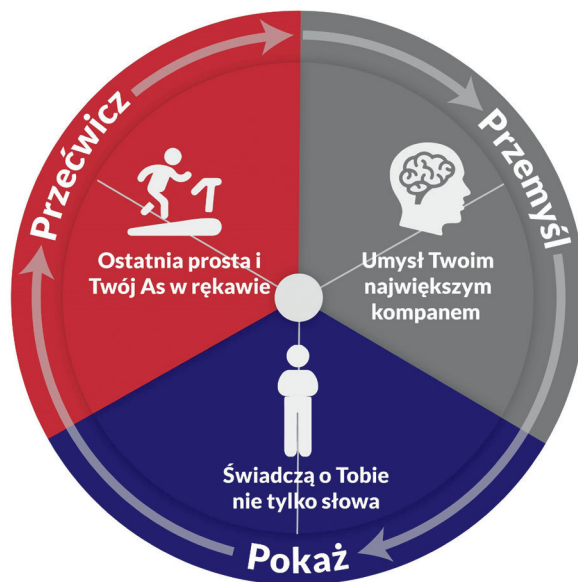 Przemyśl
Umysł Twoim
największym
kompanem
Pokaż
Świadczą o Tobie
nie tylko słowa
Przećwicz
Ostatnia prosta i
Twój As w rękawie